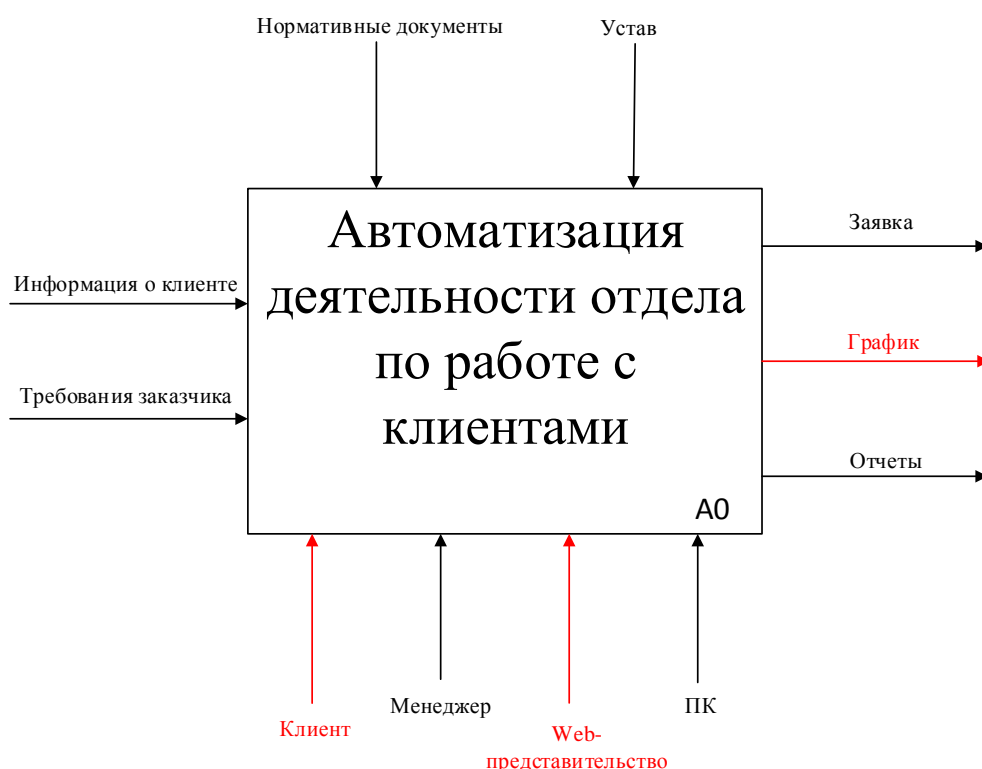 Нормативные документы
Устав
Автоматизация
деятельности отдела
по работе с
клиентами
А0
Информация о клиенте
Требования заказчика
Заявка
График
Отчеты
Клиент
Менеджер
Web-
представительство
ПК